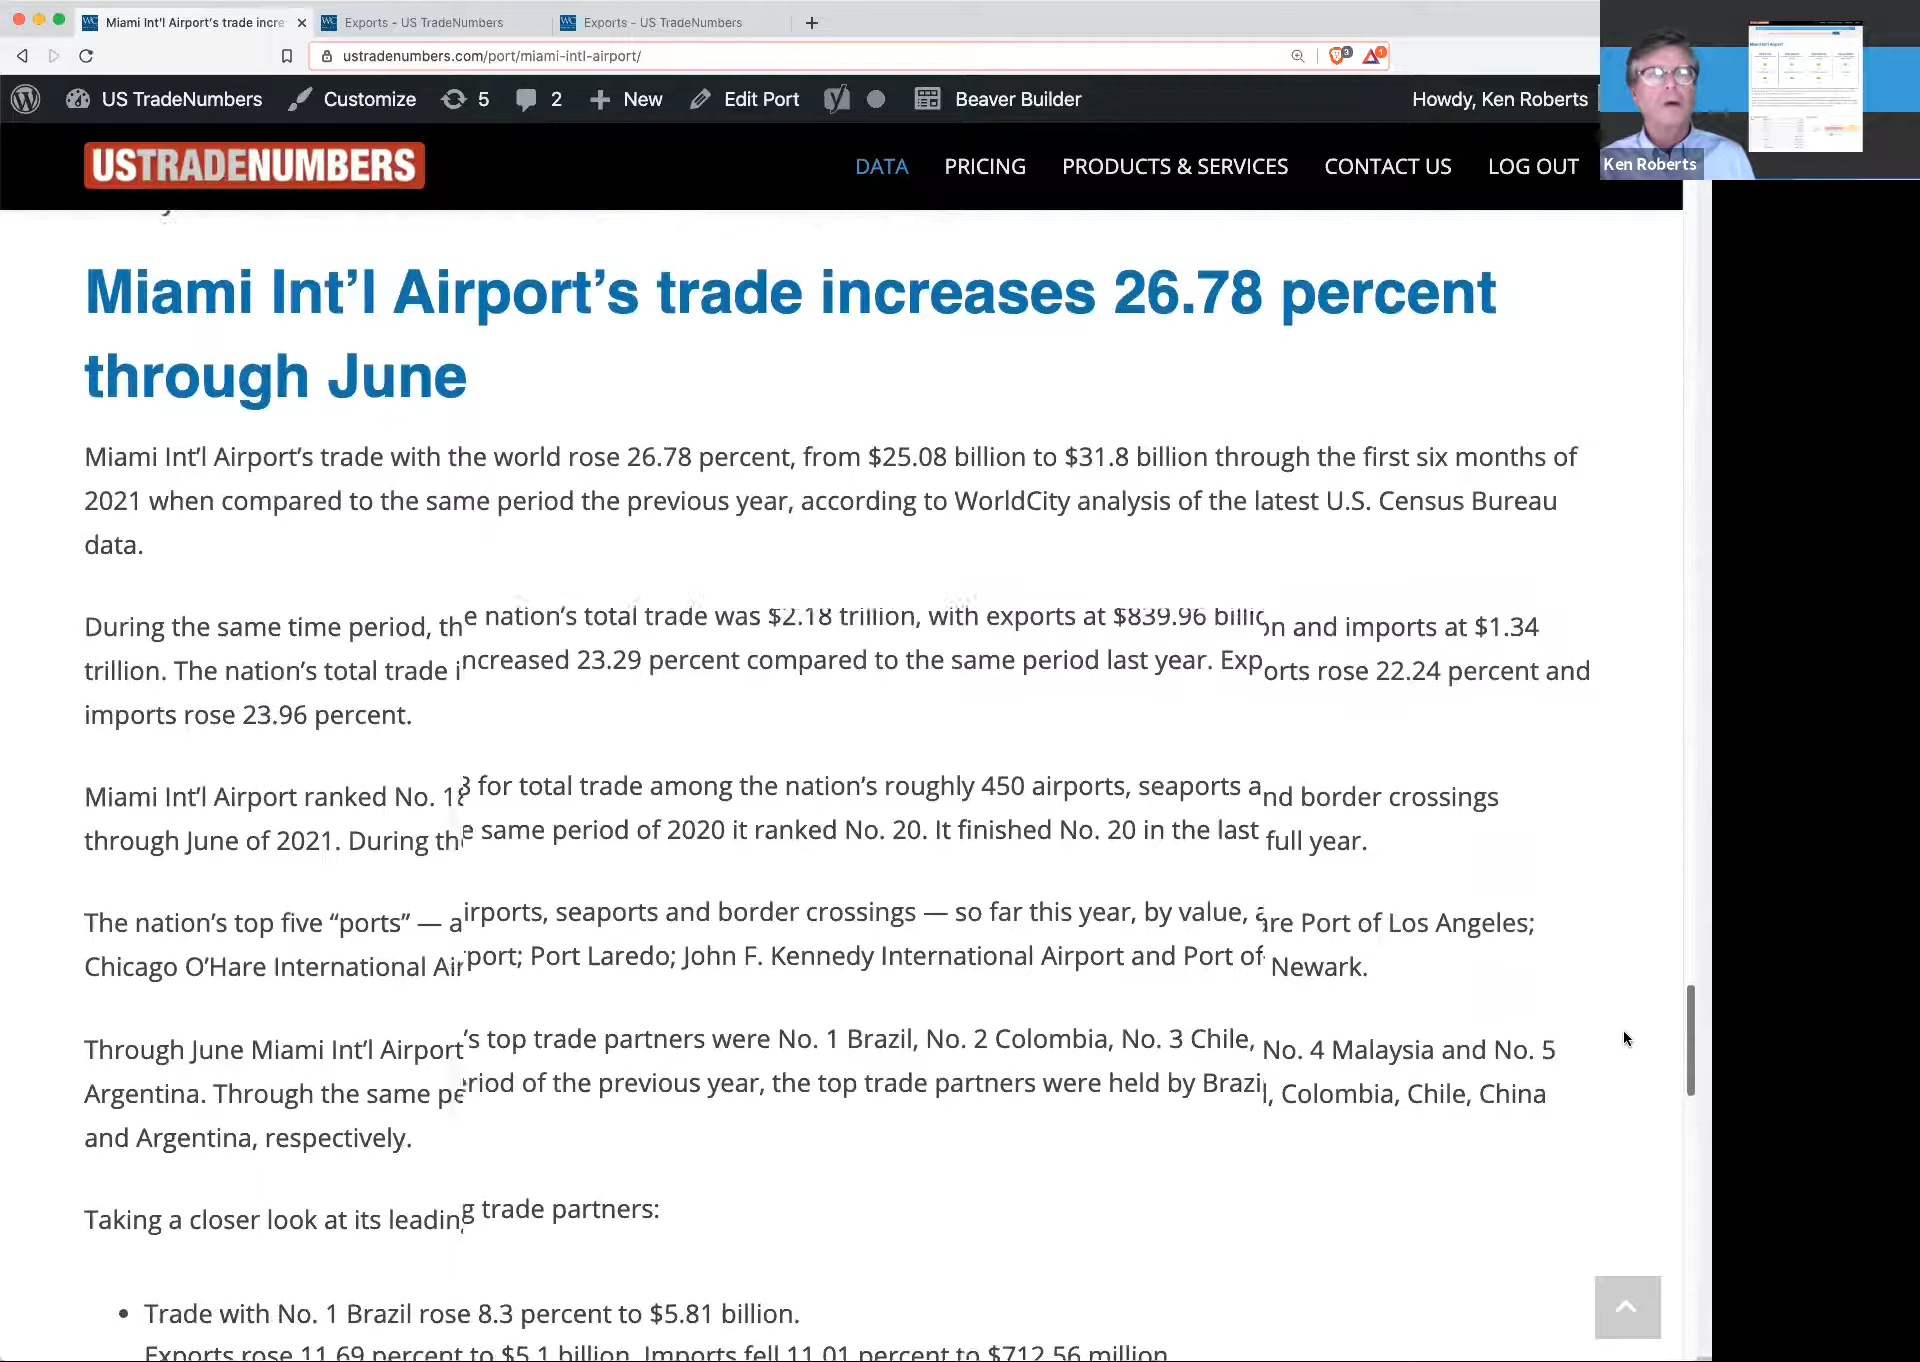 Miami Int'l Airport's trade incre
Exports - US TradeNumbers
Exports - US TradeNumbers
ustradenumbers.com/port/miami-intl-airport/
3
1
US TradeNumbers Customize 5 2 New Edit Port Beaver Builder Howdy, Ken Roberts
USTRADENUMBERS
DATA PRICING PRODUCTS & SERVICES CONTACT US LOG OUT
Ken Roberts
Miami Int’l Airport’s trade increases 26.78 percent
through June
Miami Int’l Airport’s trade with the world rose 26.78 percent, from $25.08 billion to $31.8 billion through the first six months of
2021 when compared to the same period the previous year, according to WorldCity analysis of the latest U.S. Census Bureau
data.
During the same time period, the nation’s total trade was $2.18 trillion, with exports at $839.96 billion and imports at $1.34
trillion. The nation’s total trade increased 23.29 percent compared to the same period last year. Exports rose 22.24 percent and
imports rose 23.96 percent.
Miami Int’l Airport ranked No. 18 for total trade among the nation’s roughly 450 airports, seaports and border crossings
through June of 2021. During the same period of 2020 it ranked No. 20. It finished No. 20 in the last full year.
The nation’s top five “ports” — airports, seaports and border crossings — so far this year, by value, are Port of Los Angeles;
Chicago O’Hare International Airport; Port Laredo; John F. Kennedy International Airport and Port of Newark.
Through June Miami Int’l Airport’s top trade partners were No. 1 Brazil, No. 2 Colombia, No. 3 Chile, No. 4 Malaysia and No. 5
Argentina. Through the same period of the previous year, the top trade partners were held by Brazil, Colombia, Chile, China
and Argentina, respectively.
Taking a closer look at its leading trade partners:
• Trade with No. 1 Brazil rose 8.3 percent to $5.81 billion.
Exports rose 11.69 percent to $5.1 billion. Imports fell 11.01 percent to $712.56 million.